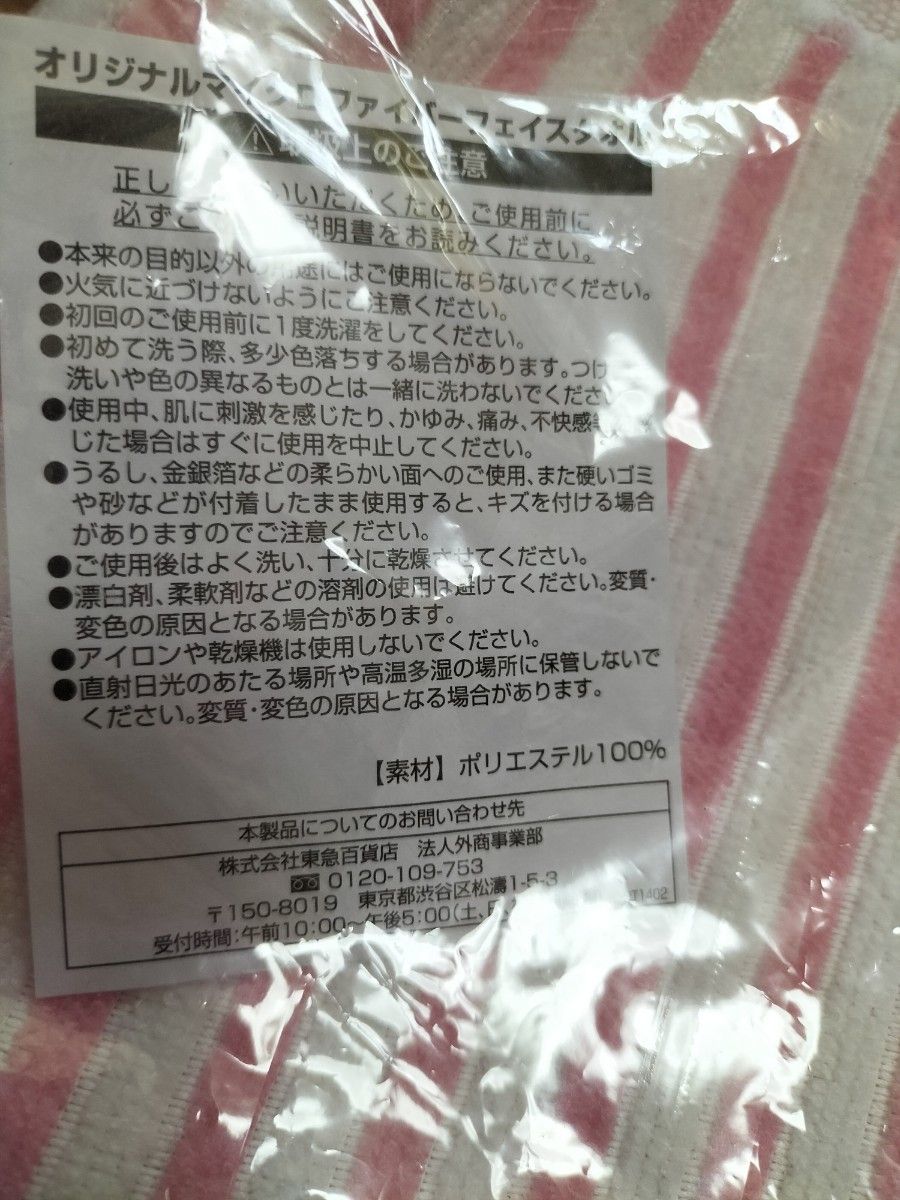 オリジナルマイクロファイバーフェイスタオル
取扱上のご注意
正し いいただくため、ご使用前に
必ずご 説明書をお読みください。
●本来の目的以外の用途にはご使用にならないでください。
●火気に近づけないようにご注意ください。
●初回のご使用前に1度洗濯をしてください。
●初めて洗う際、多少色落ちする場合があります。つけ
洗いや色の異なるものとは一緒に洗わないでくださ
●使用中、肌に刺激を感じたり、かゆみ、痛み、不快感
じた場合はすぐに使用を中止してください。
●うるし、金銀箔などの柔らかい面へのご使用、また硬いゴミ
や砂などが付着したまま使用すると、キズを付ける場合
がありますのでご注意ください。
●ご使用後はよく洗い、十分に乾燥させてください。
●漂白剤、柔軟剤などの溶剤の使用は避けてください。変質・
変色の原因となる場合があります。
●アイロンや乾燥機は使用しないでください。
●直射日光のあたる場所や高温多湿の場所に保管しないで
ください。変質・変色の原因となる場合があります。
【素材】ポリエステル100%
本製品についてのお問い合わせ先
株式会社東急百貨店 法人外商事業部
0120-109-753
〒150-8019 東京都渋谷区松濤1-5-3
受付時間:午前10:00〜午後5:00(土、日
1402